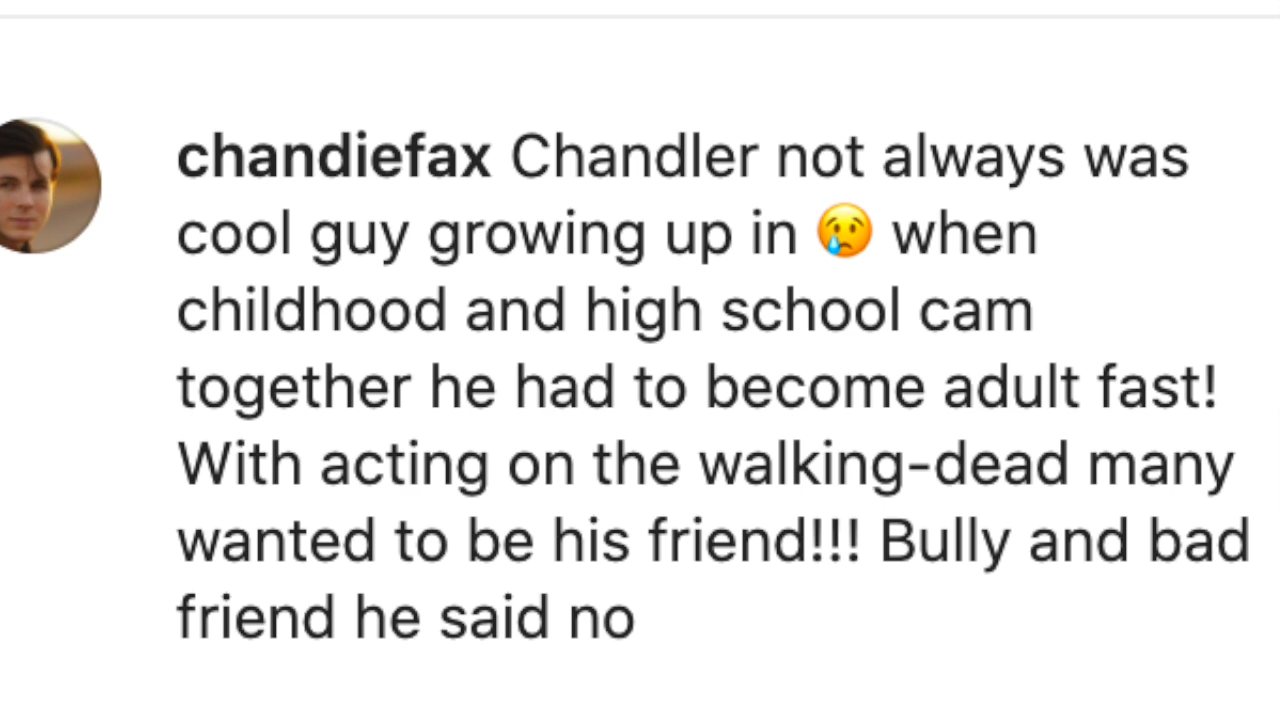 chandiefax Chandler not always was
cool guy growing up in 😢 when
childhood and high school cam
together he had to become adult fast!
With acting on the walking-dead many
wanted to be his friend!!! Bully and bad
friend he said no